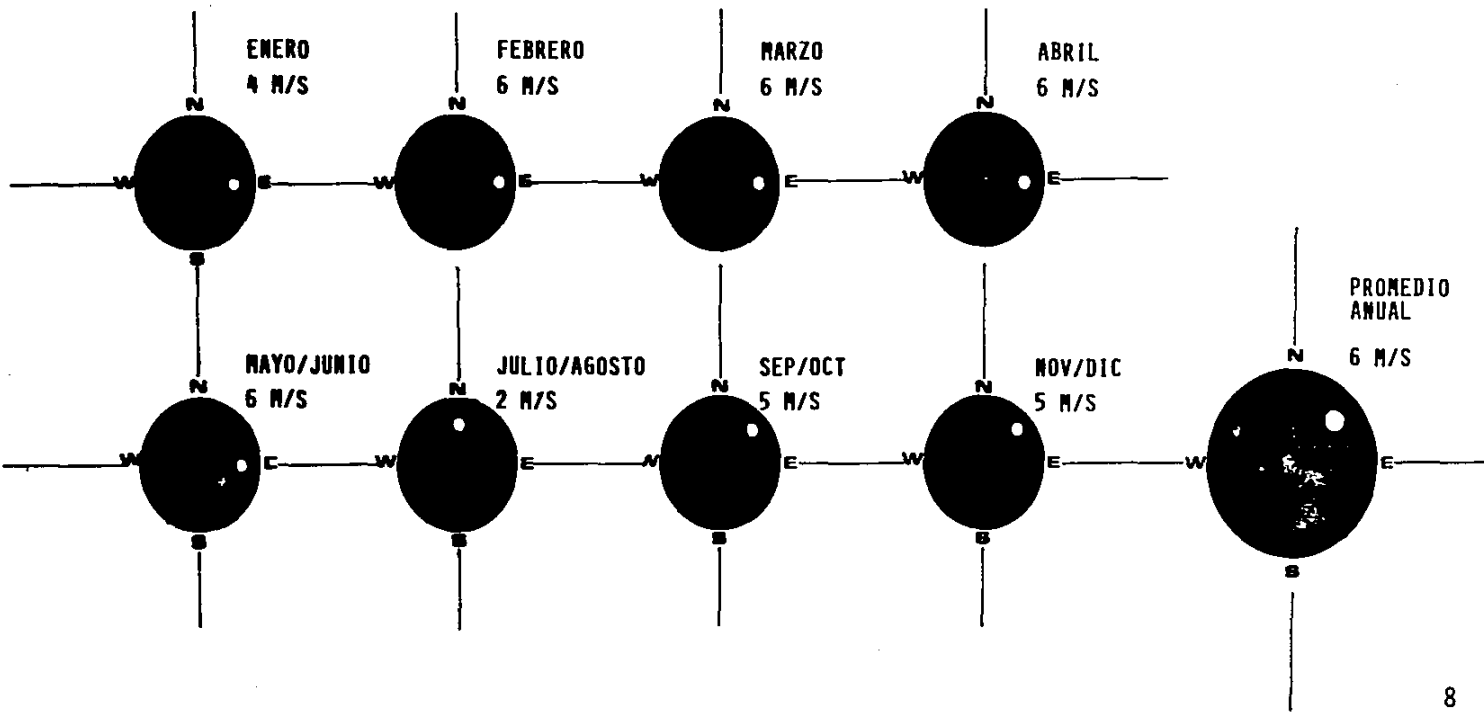 ENERO
4 M/S
N
W
E
S
FEBRERO
6 M/S
N
W
E
MARZO
6 M/S
N
W
E
ABRIL
6 M/S
N
W
E
MAYO/JUNIO
6 M/S
N
W
E
S
JULIO/AGOSTO
2 M/S
N
W
E
S
SEP/OCT
5 M/S
N
W
E
S
NOV/DIC
5 M/S
N
W
E
S
PROMEDIO
ANUAL
6 M/S
N
W
E
S
8